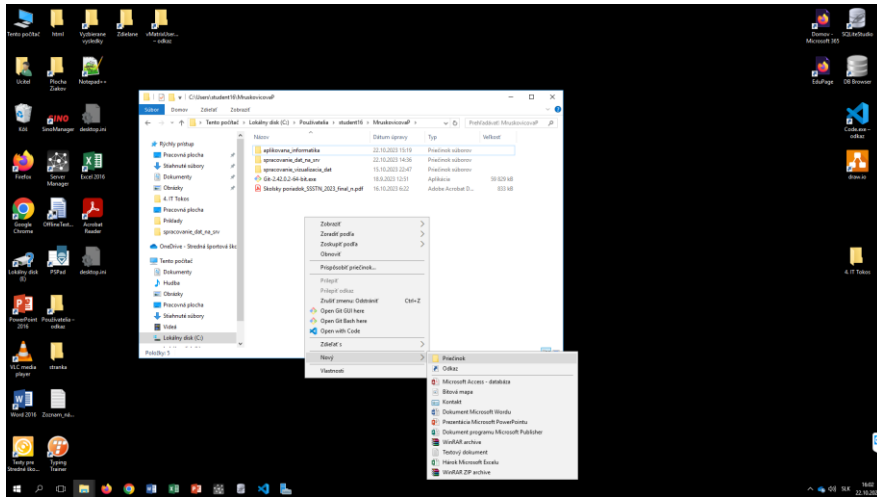 Tento počítač
html
Vyzbierane výsledky
Zdielane
vMatrixUser... – odkaz
Domov - Microsoft 365
SQLiteStudio
Ucitel
Plocha Ziakov
Notepad++
EduPage
DB Browser
Kôš
SinoManager
desktop.ini
Code.exe – odkaz
Firefox
Server Manager
Excel 2016
draw.io
Google Chrome
OfflineTest...
Acrobat Reader
Lokálny disk (E)
PSPad
desktop.ini
4. IT Tokos
PowerPoint 2016
Používatelia – odkaz
VLC media player
stranka
Word 2016
Zoznam_na...
Testy pre Stredné ško...
Typing Trainer
C:\Users\student16\MruskovicovaP
Súbor Domov Zdieľať Zobraziť
Tento počítač › Lokálny disk (C:) › Používatelia › student16 › MruskovicovaP ›
Prehľadávať: MruskovicovaP
Názov Dátum úpravy Typ Veľkosť
aplikovana_informatika 22.10.2023 15:19 Priečinok súborov
spracovanie_dat_na_srv 22.10.2023 14:36 Priečinok súborov
spracovanie_vizualizacia_dat 15.10.2023 22:47 Priečinok súborov
Git-2.42.0.2-64-bit.exe 18.9.2023 12:51 Aplikácia 59 829 kB
Skolsky poriadok_SSSTN_2023_final_n.pdf 16.10.2023 6:22 Adobe Acrobat D... 833 kB
Rýchly prístup
Pracovná plocha
Stiahnuté súbory
Dokumenty
Obrázky
4. IT Tokos
Pracovná plocha
Príklady
spracovanie_dat_na_srv
OneDrive - Stredná športová ško
Tento počítač
Dokumenty
Hudba
Obrázky
Pracovná plocha
Stiahnuté súbory
Videá
Lokálny disk (C:)
Položky: 5
Zobraziť
Zoradiť podľa
Zoskupiť podľa
Obnoviť
Prispôsobiť priečinok...
Prilepiť
Prilepiť odkaz
Zrušiť zmenu: Odstrániť Ctrl+Z
Open Git GUI here
Open Git Bash here
Open with Code
Zdieľať s
Nový
Vlastnosti
Priečinok
Odkaz
Microsoft Access - databáza
Bitová mapa
Kontakt
Dokument Microsoft Wordu
Prezentácia Microsoft PowerPointu
Dokument programu Microsoft Publisher
WinRAR archive
Textový dokument
Hárok Microsoft Excelu
WinRAR ZIP archive
SLK
16:02